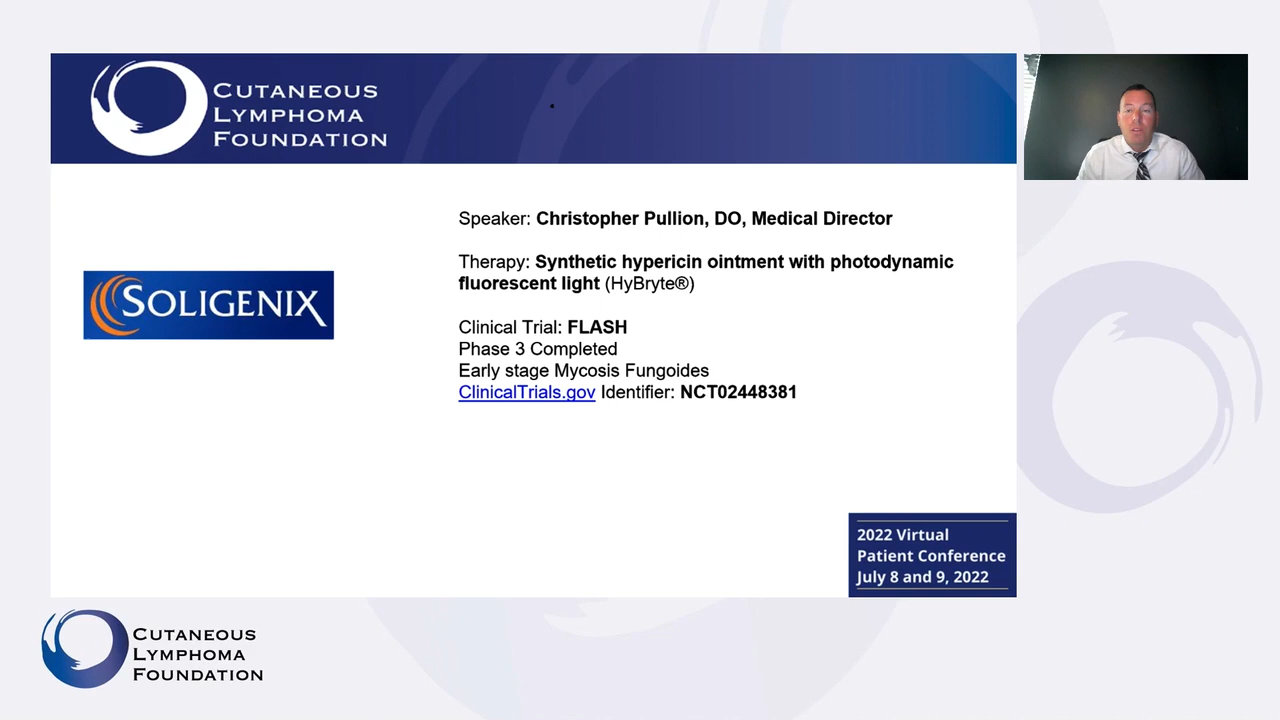 CUTANEOUS
LYMPHOMA
FOUNDATION
Speaker: Christopher Pullion, DO, Medical Director
Therapy: Synthetic hypericin ointment with photodynamic
fluorescent light (HyBryte®)
SOLIGENIX
Clinical Trial: FLASH
Phase 3 Completed
Early stage Mycosis Fungoides
ClinicalTrials.gov Identifier: NCT02448381
2022 Virtual
Patient Conference
July 8 and 9, 2022
CUTANEOUS
LYMPHOMA
FOUNDATION